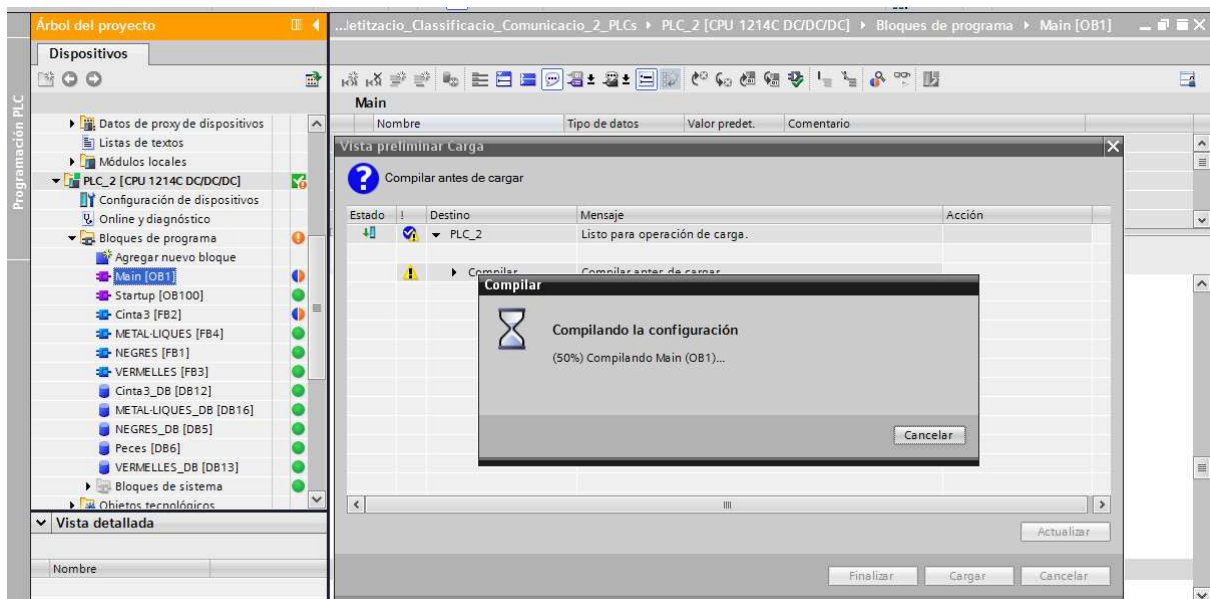 Árbol del proyecto
...letitzacio_Classificacio_Comunicacio_2_PLCs ▸ PLC_2 [CPU 1214C DC/DC/DC] ▸ Bloques de programa ▸ Main [OB1]
Dispositivos
Programación PLC
Main
Nombre Tipo de datos Valor predet. Comentario
Datos de proxy de dispositivos
Listas de textos
Módulos locales
PLC_2 [CPU 1214C DC/DC/DC]
Configuración de dispositivos
Online y diagnóstico
Bloques de programa
Agregar nuevo bloque
Main [OB1]
Startup [OB100]
Cinta3 [FB2]
METAL·LIQUES [FB4]
NEGRES [FB1]
VERMELLES [FB3]
Cinta3_DB [DB12]
METAL·LIQUES_DB [DB16]
NEGRES_DB [DB5]
Peces [DB6]
VERMELLES_DB [DB13]
Bloques de sistema
Objetos tecnológicos
Vista detallada
Nombre
Vista preliminar Carga
Compilar antes de cargar
Estado ! Destino Mensaje Acción
PLC_2 Listo para operación de carga.
Compilar Compilar antes de cargar
Compilar
Compilando la configuración
(50%) Compilando Main (OB1)...
Cancelar
Actualizar
Finalizar Cargar Cancelar